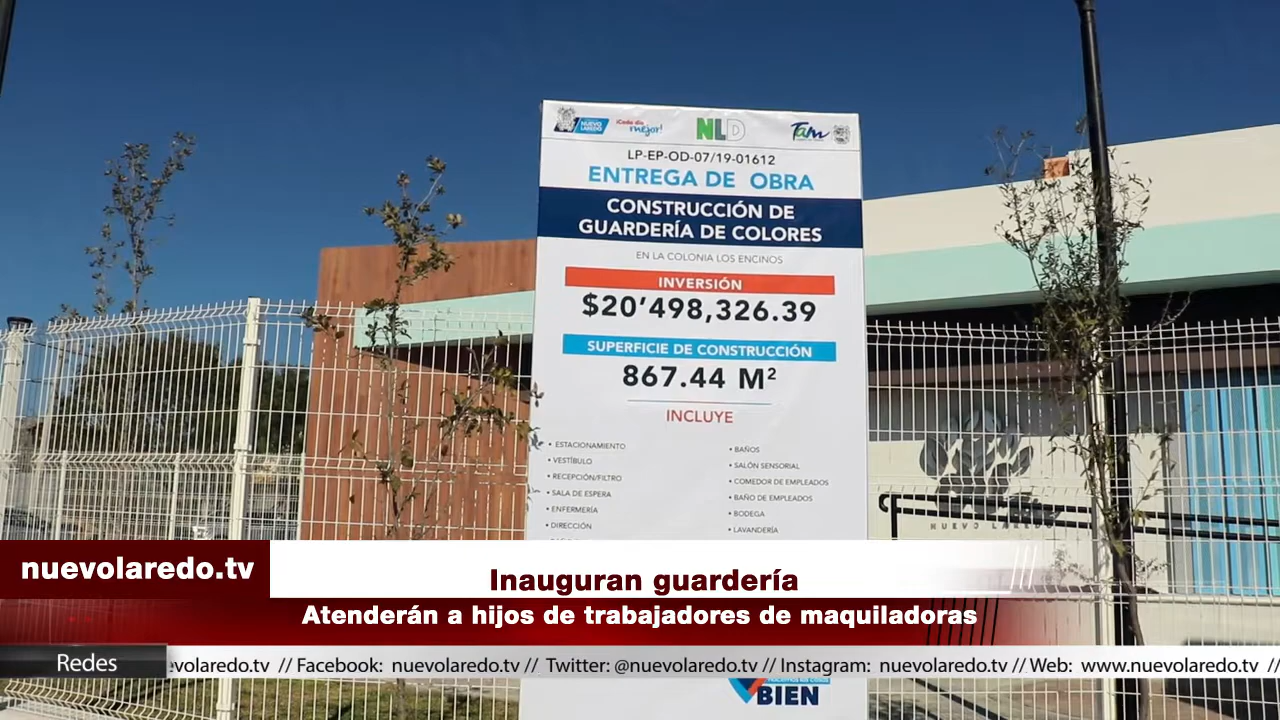 NUEVO LAREDO
¡Cada día mejor!
NLD
Tam
LP-EP-OD-07/19-01612
ENTREGA DE OBRA
CONSTRUCCIÓN DE
GUARDERÍA DE COLORES
EN LA COLONIA LOS ENCINOS
INVERSIÓN
$20’498,326.39
SUPERFICIE DE CONSTRUCCIÓN
867.44 M²
INCLUYE
• ESTACIONAMIENTO
• VESTÍBULO
• RECEPCIÓN/FILTRO
• SALA DE ESPERA
• ENFERMERÍA
• DIRECCIÓN
• BAÑOS
• SALÓN SENSORIAL
• COMEDOR DE EMPLEADOS
• BAÑO DE EMPLEADOS
• BODEGA
• LAVANDERÍA
NUEVO LAREDO
nuevolaredo.tv
Inauguran guardería
Atenderán a hijos de trabajadores de maquiladoras
Redes
evolaredo.tv // Facebook: nuevolaredo.tv // Twitter: @nuevolaredo.tv // Instagram: nuevolaredo.tv // Web: www.nuevolaredo.tv //
BIEN